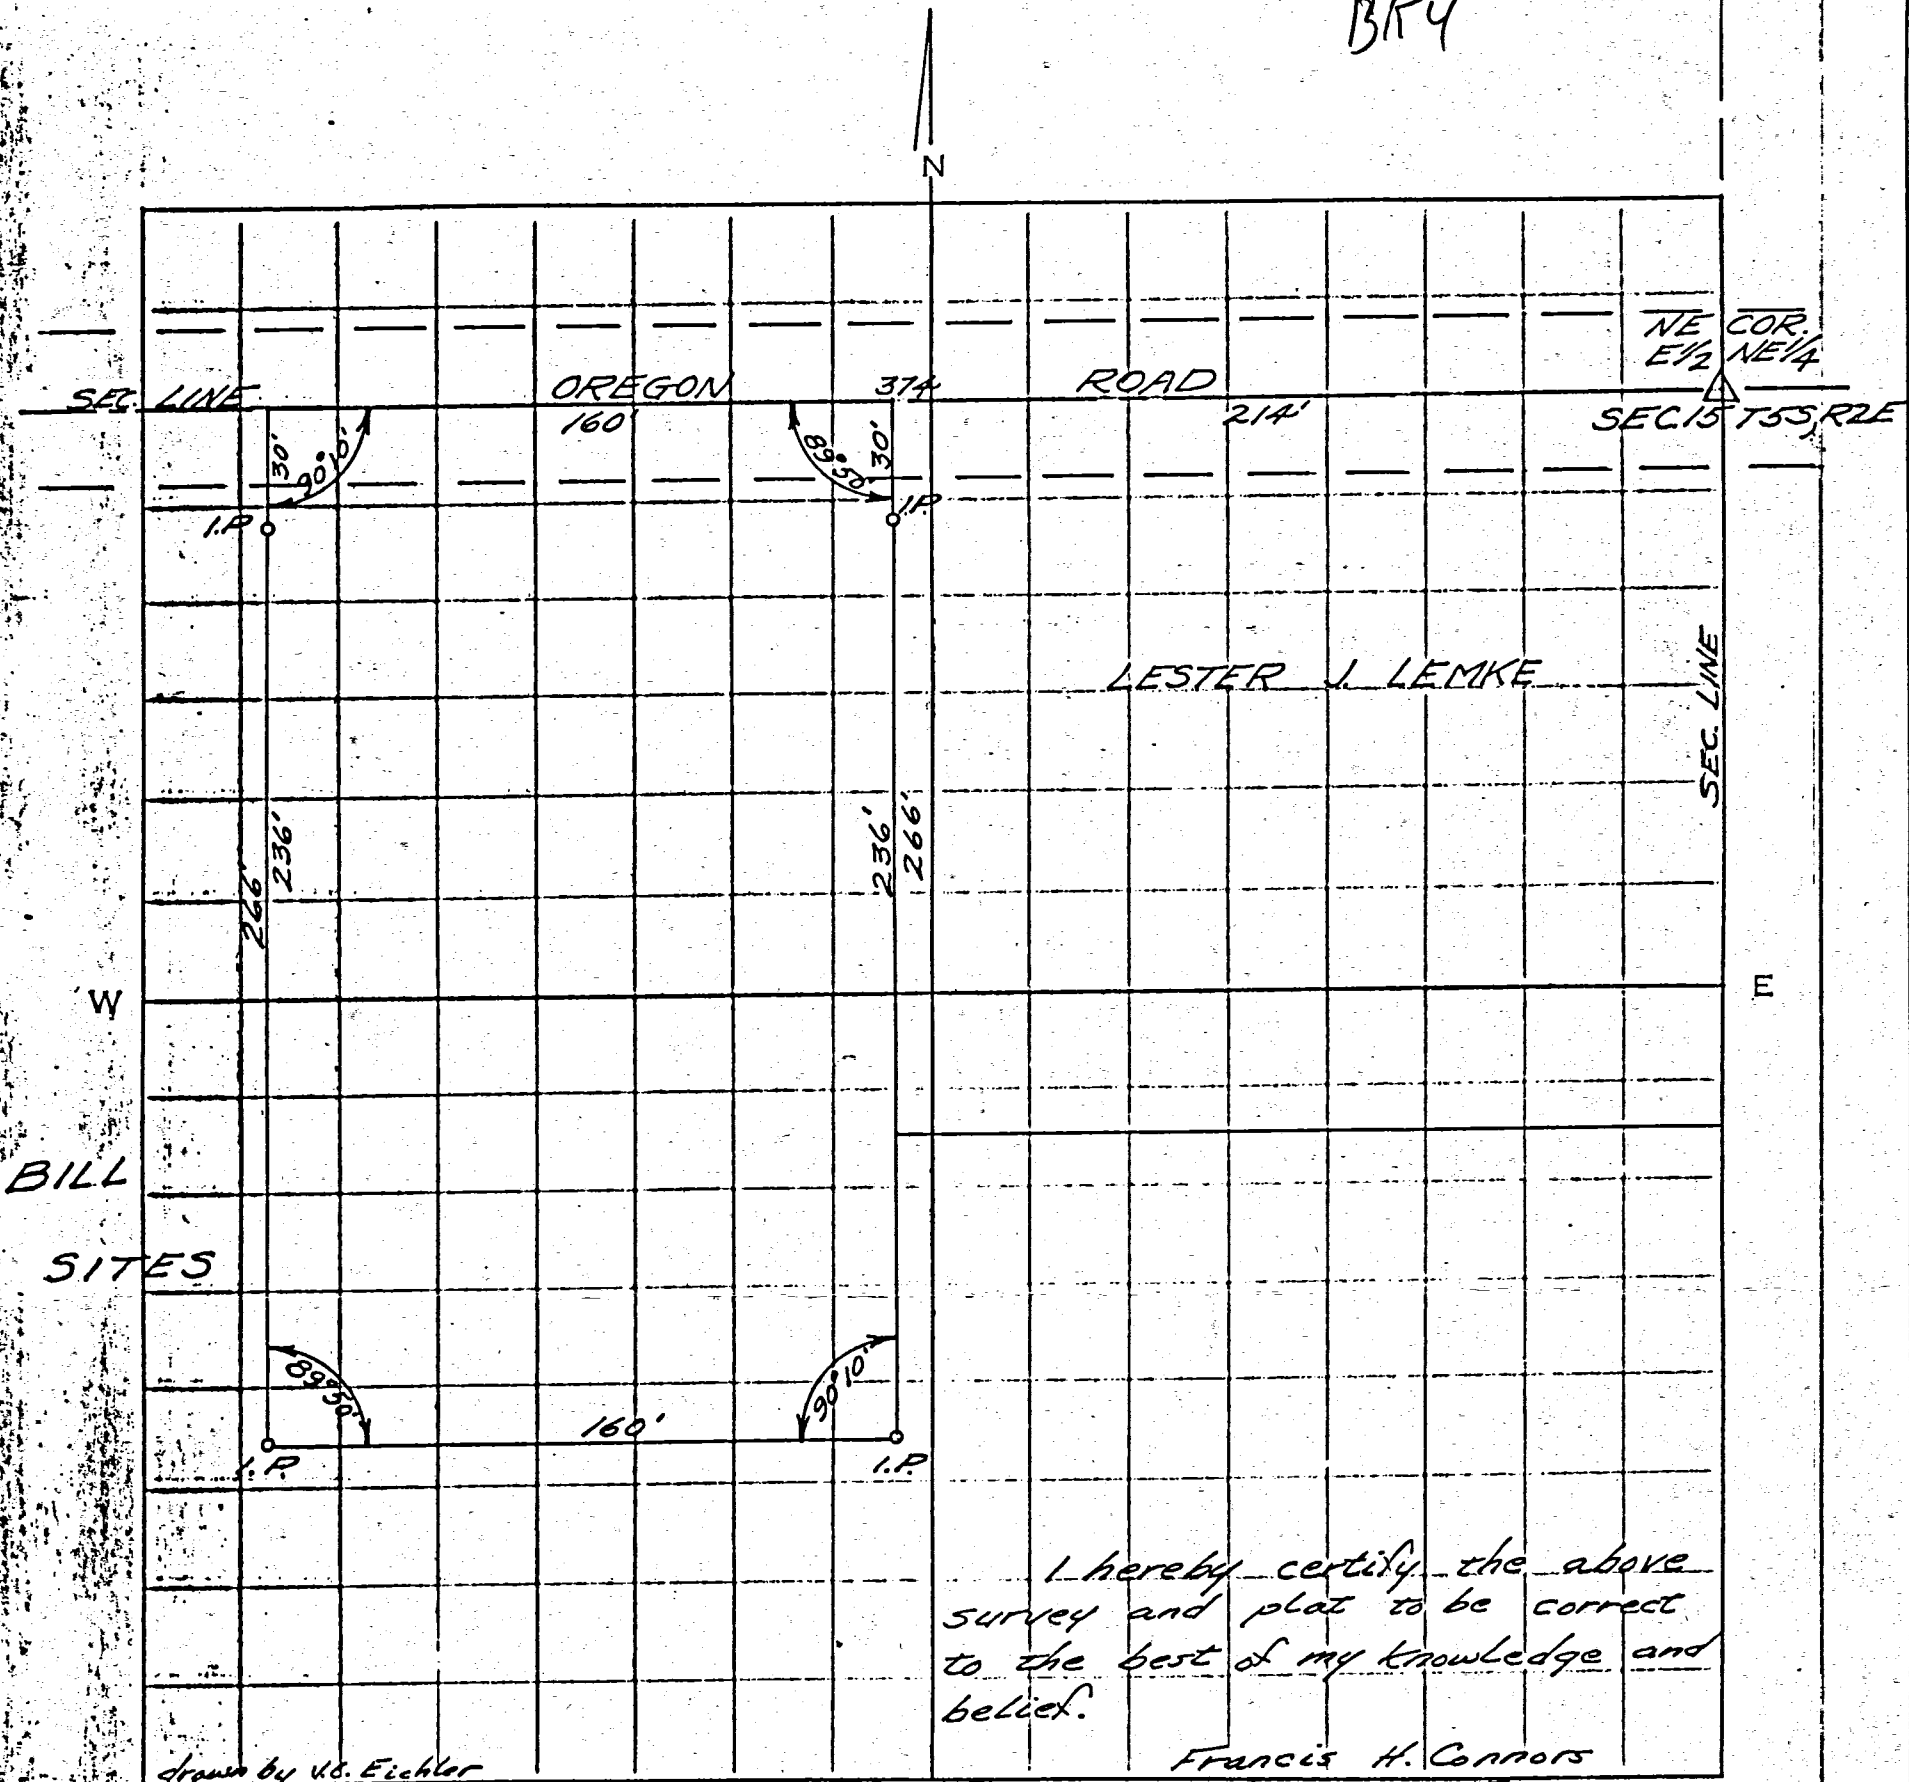 BK4
N
NE COR.
E1/2 NE1/4
SEC. LINE
OREGON
374
ROAD
160'
214'
SEC.15 T5S,R2E
30'
90°10'
89°50'
30'
I.P.
I.P.
LESTER J. LEMKE
SEC. LINE
266'
236'
236'
266'
W
E
BILL
SITES
89°50'
90°10'
160'
I.P.
I.P.
I hereby certify the above
survey and plat to be correct
to the best of my knowledge and
belief.
Francis H. Connors
drawn by V.B. Eichler